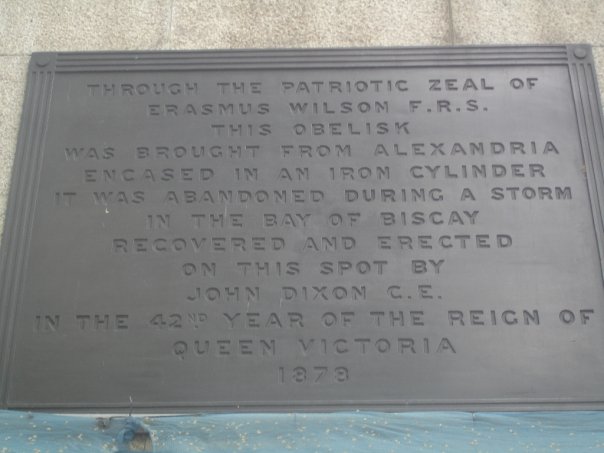 THROUGH THE PATRIOTIC ZEAL OF
ERASMUS WILSON F.R.S.
THIS OBELISK
WAS BROUGHT FROM ALEXANDRIA
ENCASED IN AN IRON CYLINDER
IT WAS ABANDONED DURING A STORM
IN THE BAY OF BISCAY
RECOVERED AND ERECTED
ON THIS SPOT BY
JOHN DIXON C.E.
IN THE 42ND YEAR OF THE REIGN OF
QUEEN VICTORIA
1878